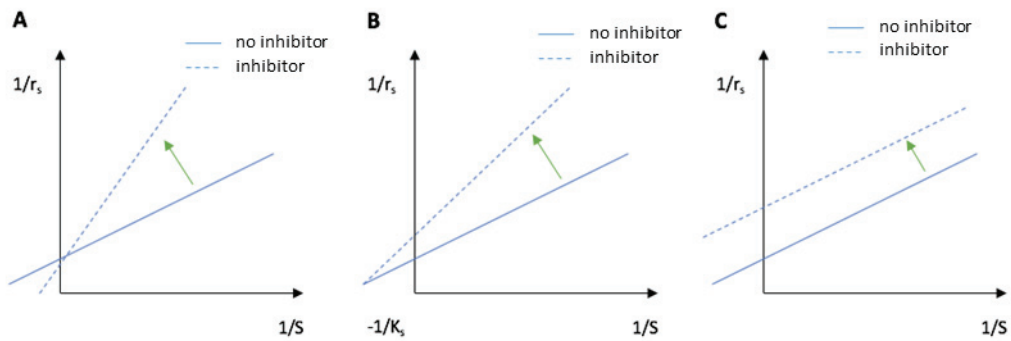 A
no inhibitor
inhibitor
1/rₛ
1/S
B
no inhibitor
inhibitor
1/rₛ
-1/Kₛ
1/S
C
no inhibitor
inhibitor
1/rₛ
1/S